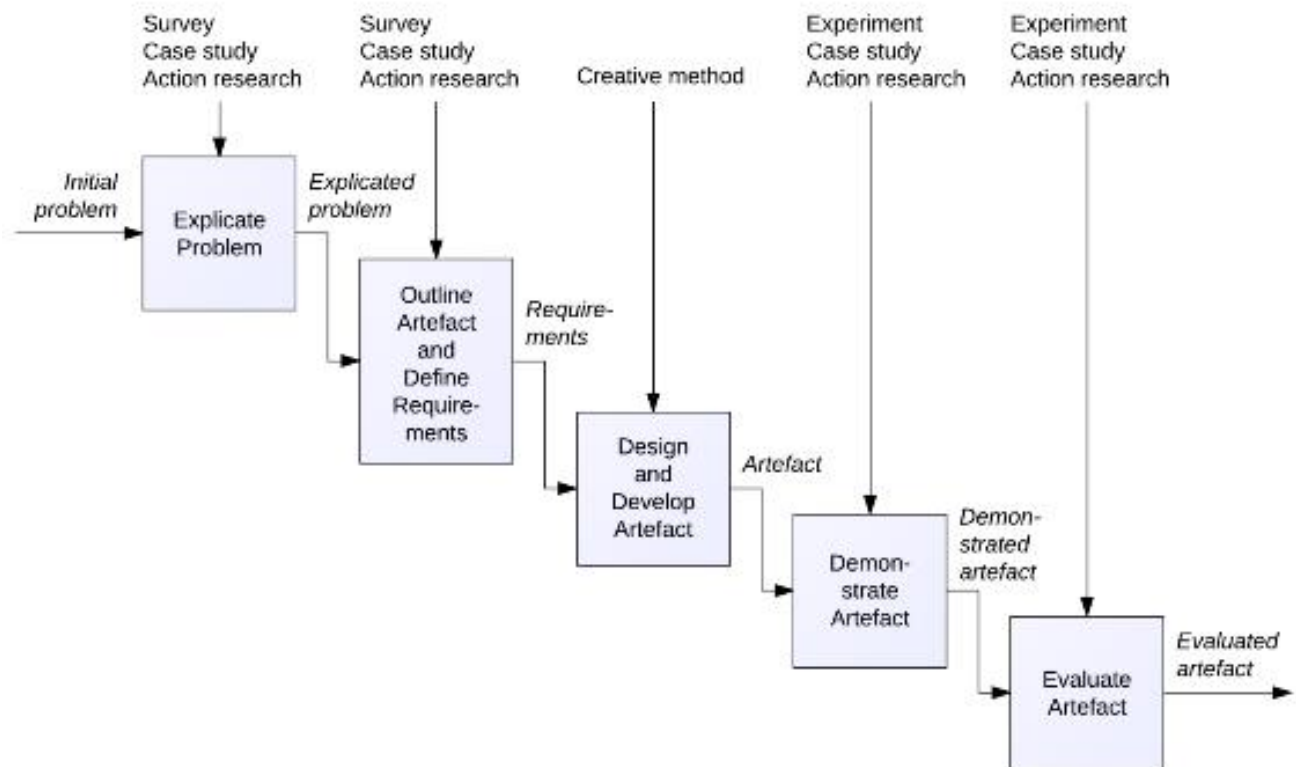 Survey
Case study
Action research
Survey
Case study
Action research
Creative method
Experiment
Case study
Action research
Experiment
Case study
Action research
Initial
problem
Explicate
Problem
Explicated
problem
Outline
Artefact
and
Define
Require-
ments
Require-
ments
Design
and
Develop
Artefact
Artefact
Demon-
strate
Artefact
Demon-
strated
artefact
Evaluate
Artefact
Evaluated
artefact